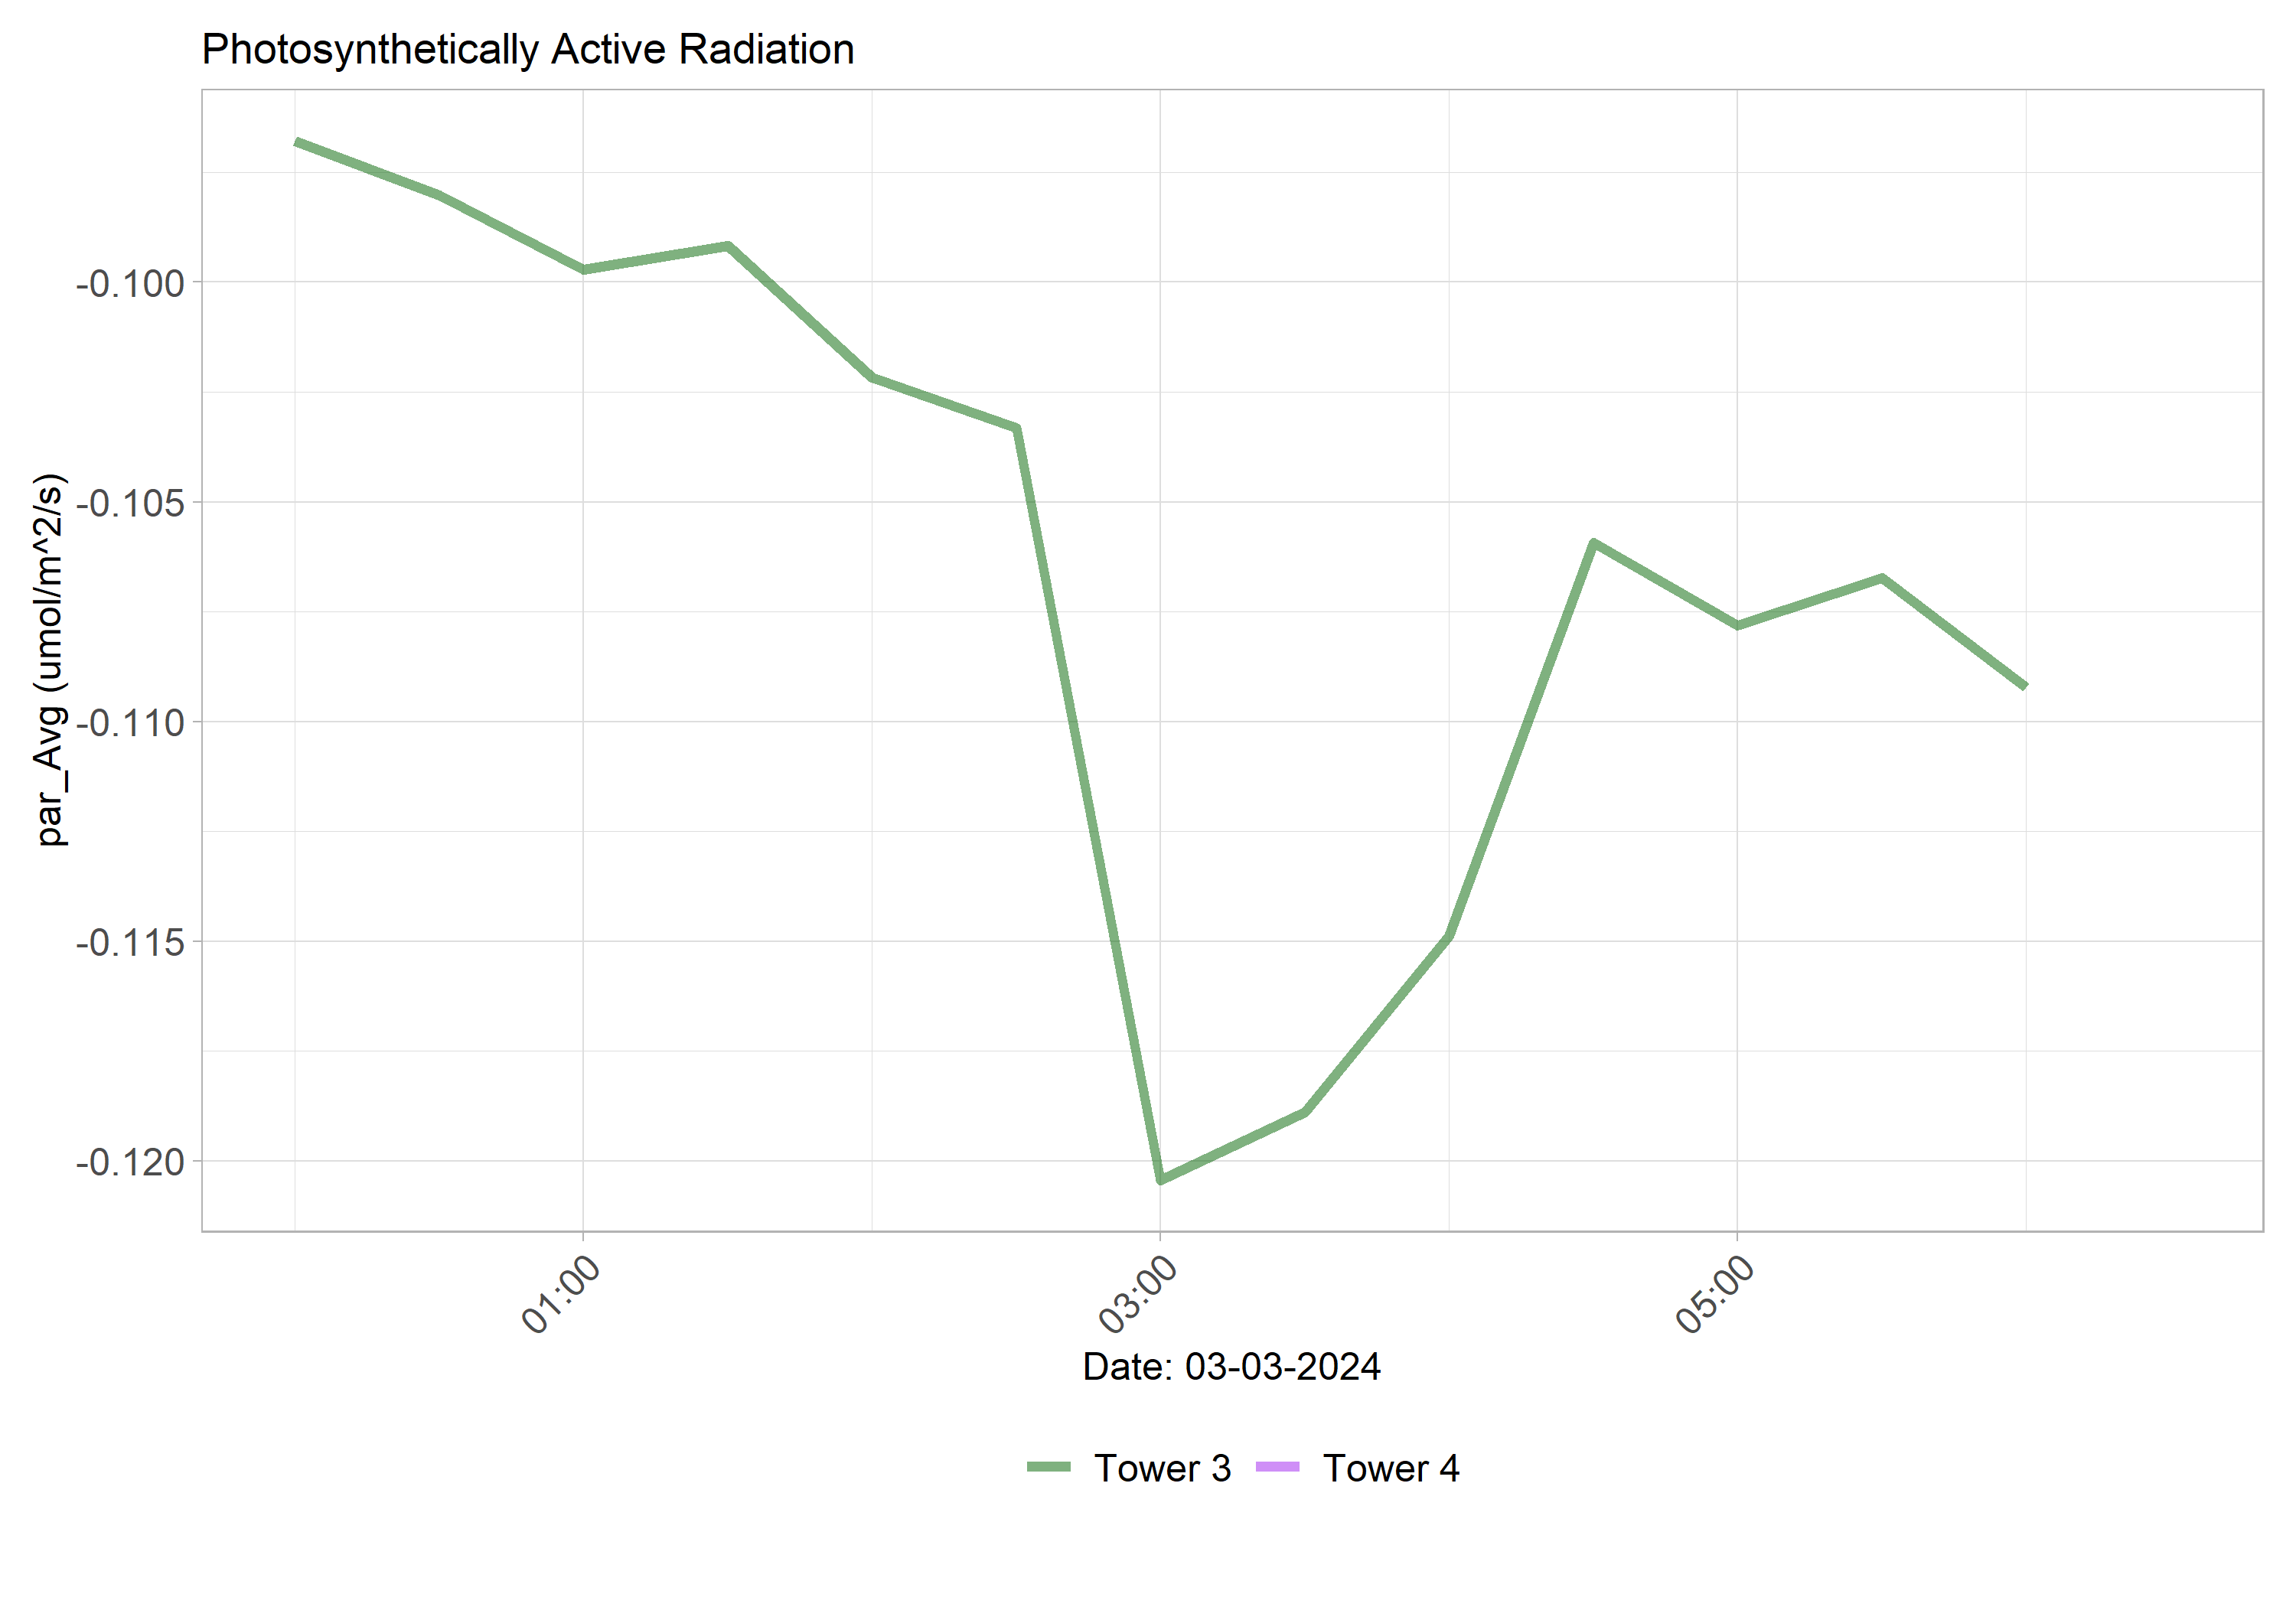 Photosynthetically Active Radiation
par_Avg (umol/m^2/s)
-0.100
-0.105
-0.110
-0.115
-0.120
01:00
03:00
05:00
Date: 03-03-2024
Tower 3
Tower 4